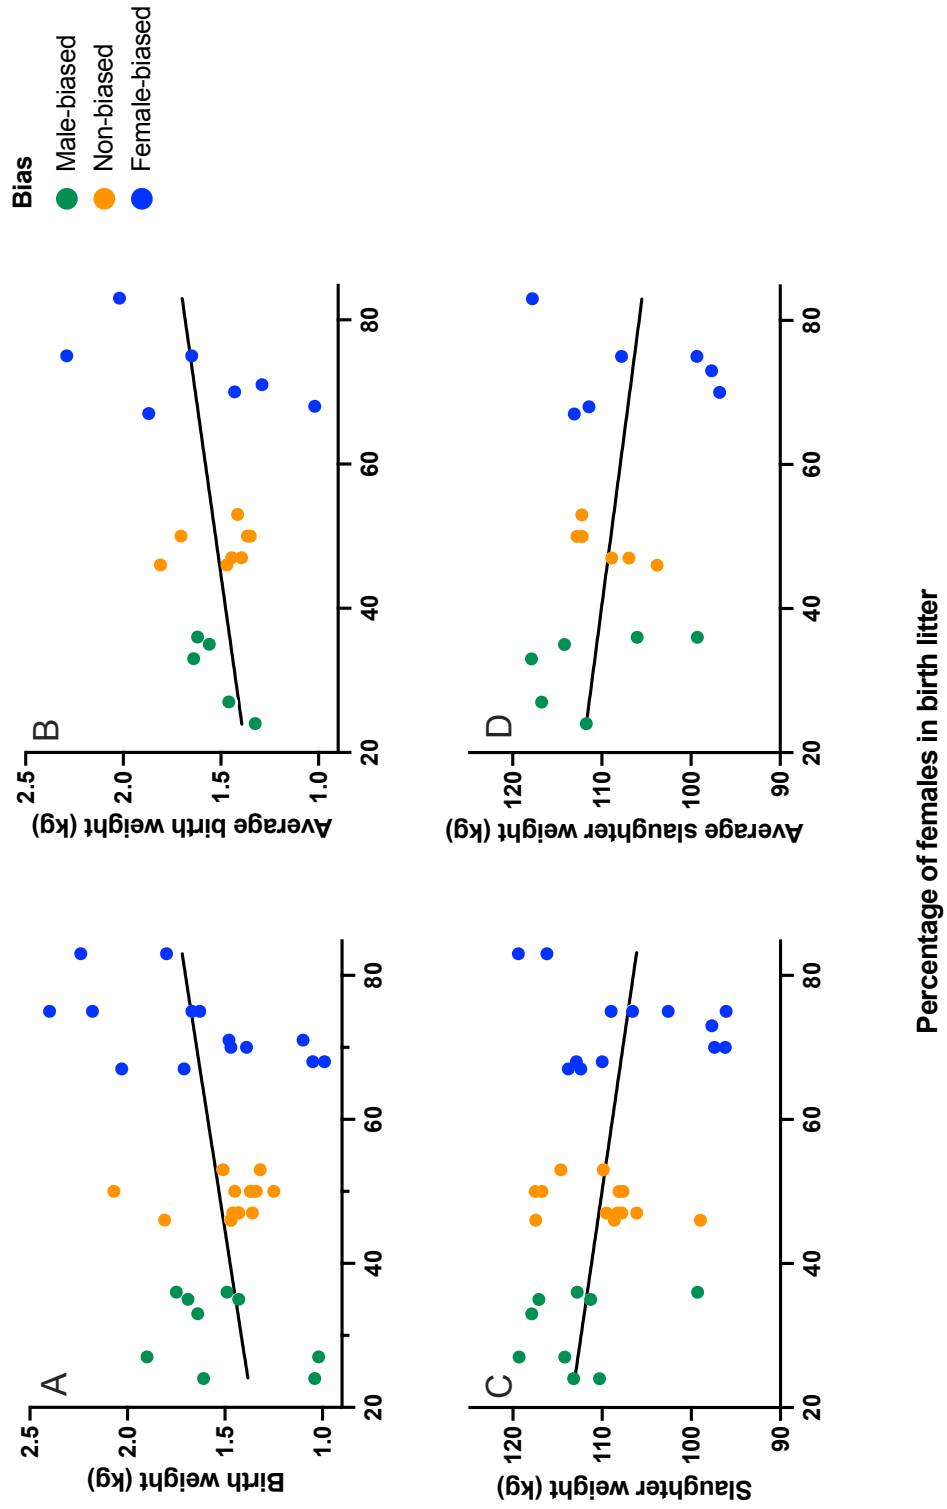 A
2.5
2.0
1.5
1.0
Birth weight (kg)
20
40
60
80
B
2.5
2.0
1.5
1.0
Average birth weight (kg)
20
40
60
80
Bias
Male-biased
Non-biased
Female-biased
C
120
110
100
90
Slaughter weight (kg)
20
40
60
80
D
120
110
100
90
Average slaughter weight (kg)
20
40
60
80
Percentage of females in birth litter